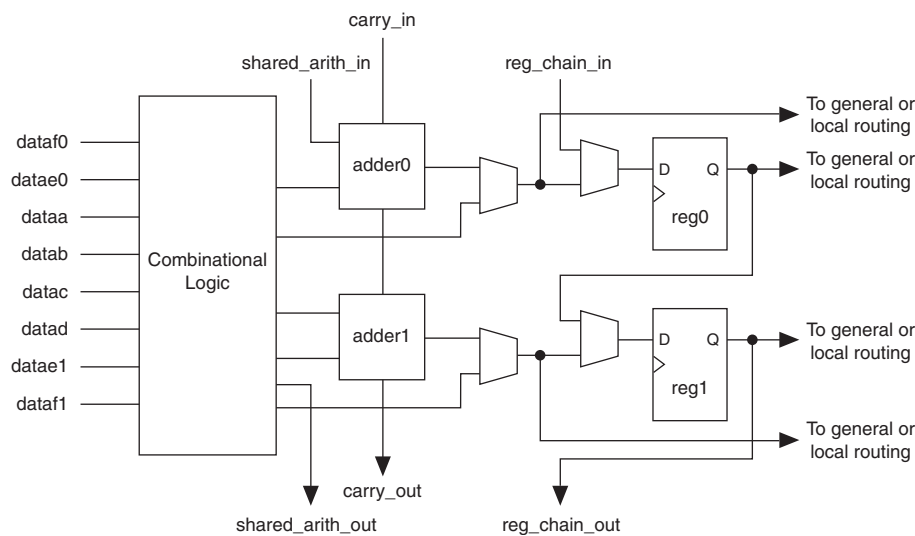 carry_in
shared_arith_in
reg_chain_in
To general or
local routing
dataf0
datae0
dataa
datab
datac
datad
datae1
dataf1
Combinational
Logic
adder0
D
Q
reg0
To general or
local routing
adder1
D
Q
reg1
To general or
local routing
To general or
local routing
carry_out
shared_arith_out
reg_chain_out